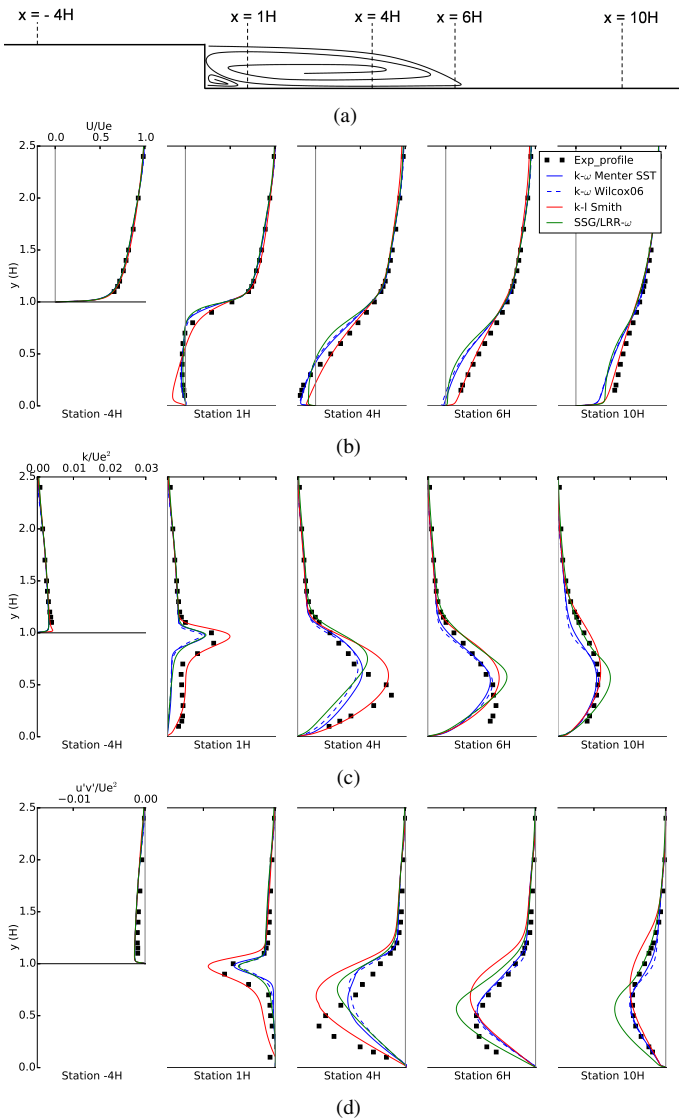 x = - 4H
x = 1H
x = 4H
x = 6H
x = 10H
(a)
U/Ue
0.0 0.5 1.0
2.5
2.0
1.5
1.0
0.5
0.0
y (H)
Exp_profile
k-ω Menter SST
k-ω Wilcox06
k-l Smith
SSG/LRR-ω
Station -4H
Station 1H
Station 4H
Station 6H
Station 10H
(b)
k/Ue²
0.00 0.01 0.02 0.03
2.5
2.0
1.5
1.0
0.5
0.0
y (H)
Station -4H
Station 1H
Station 4H
Station 6H
Station 10H
(c)
u'v'/Ue²
−0.01 0.00
2.5
2.0
1.5
1.0
0.5
0.0
y (H)
Station -4H
Station 1H
Station 4H
Station 6H
Station 10H
(d)